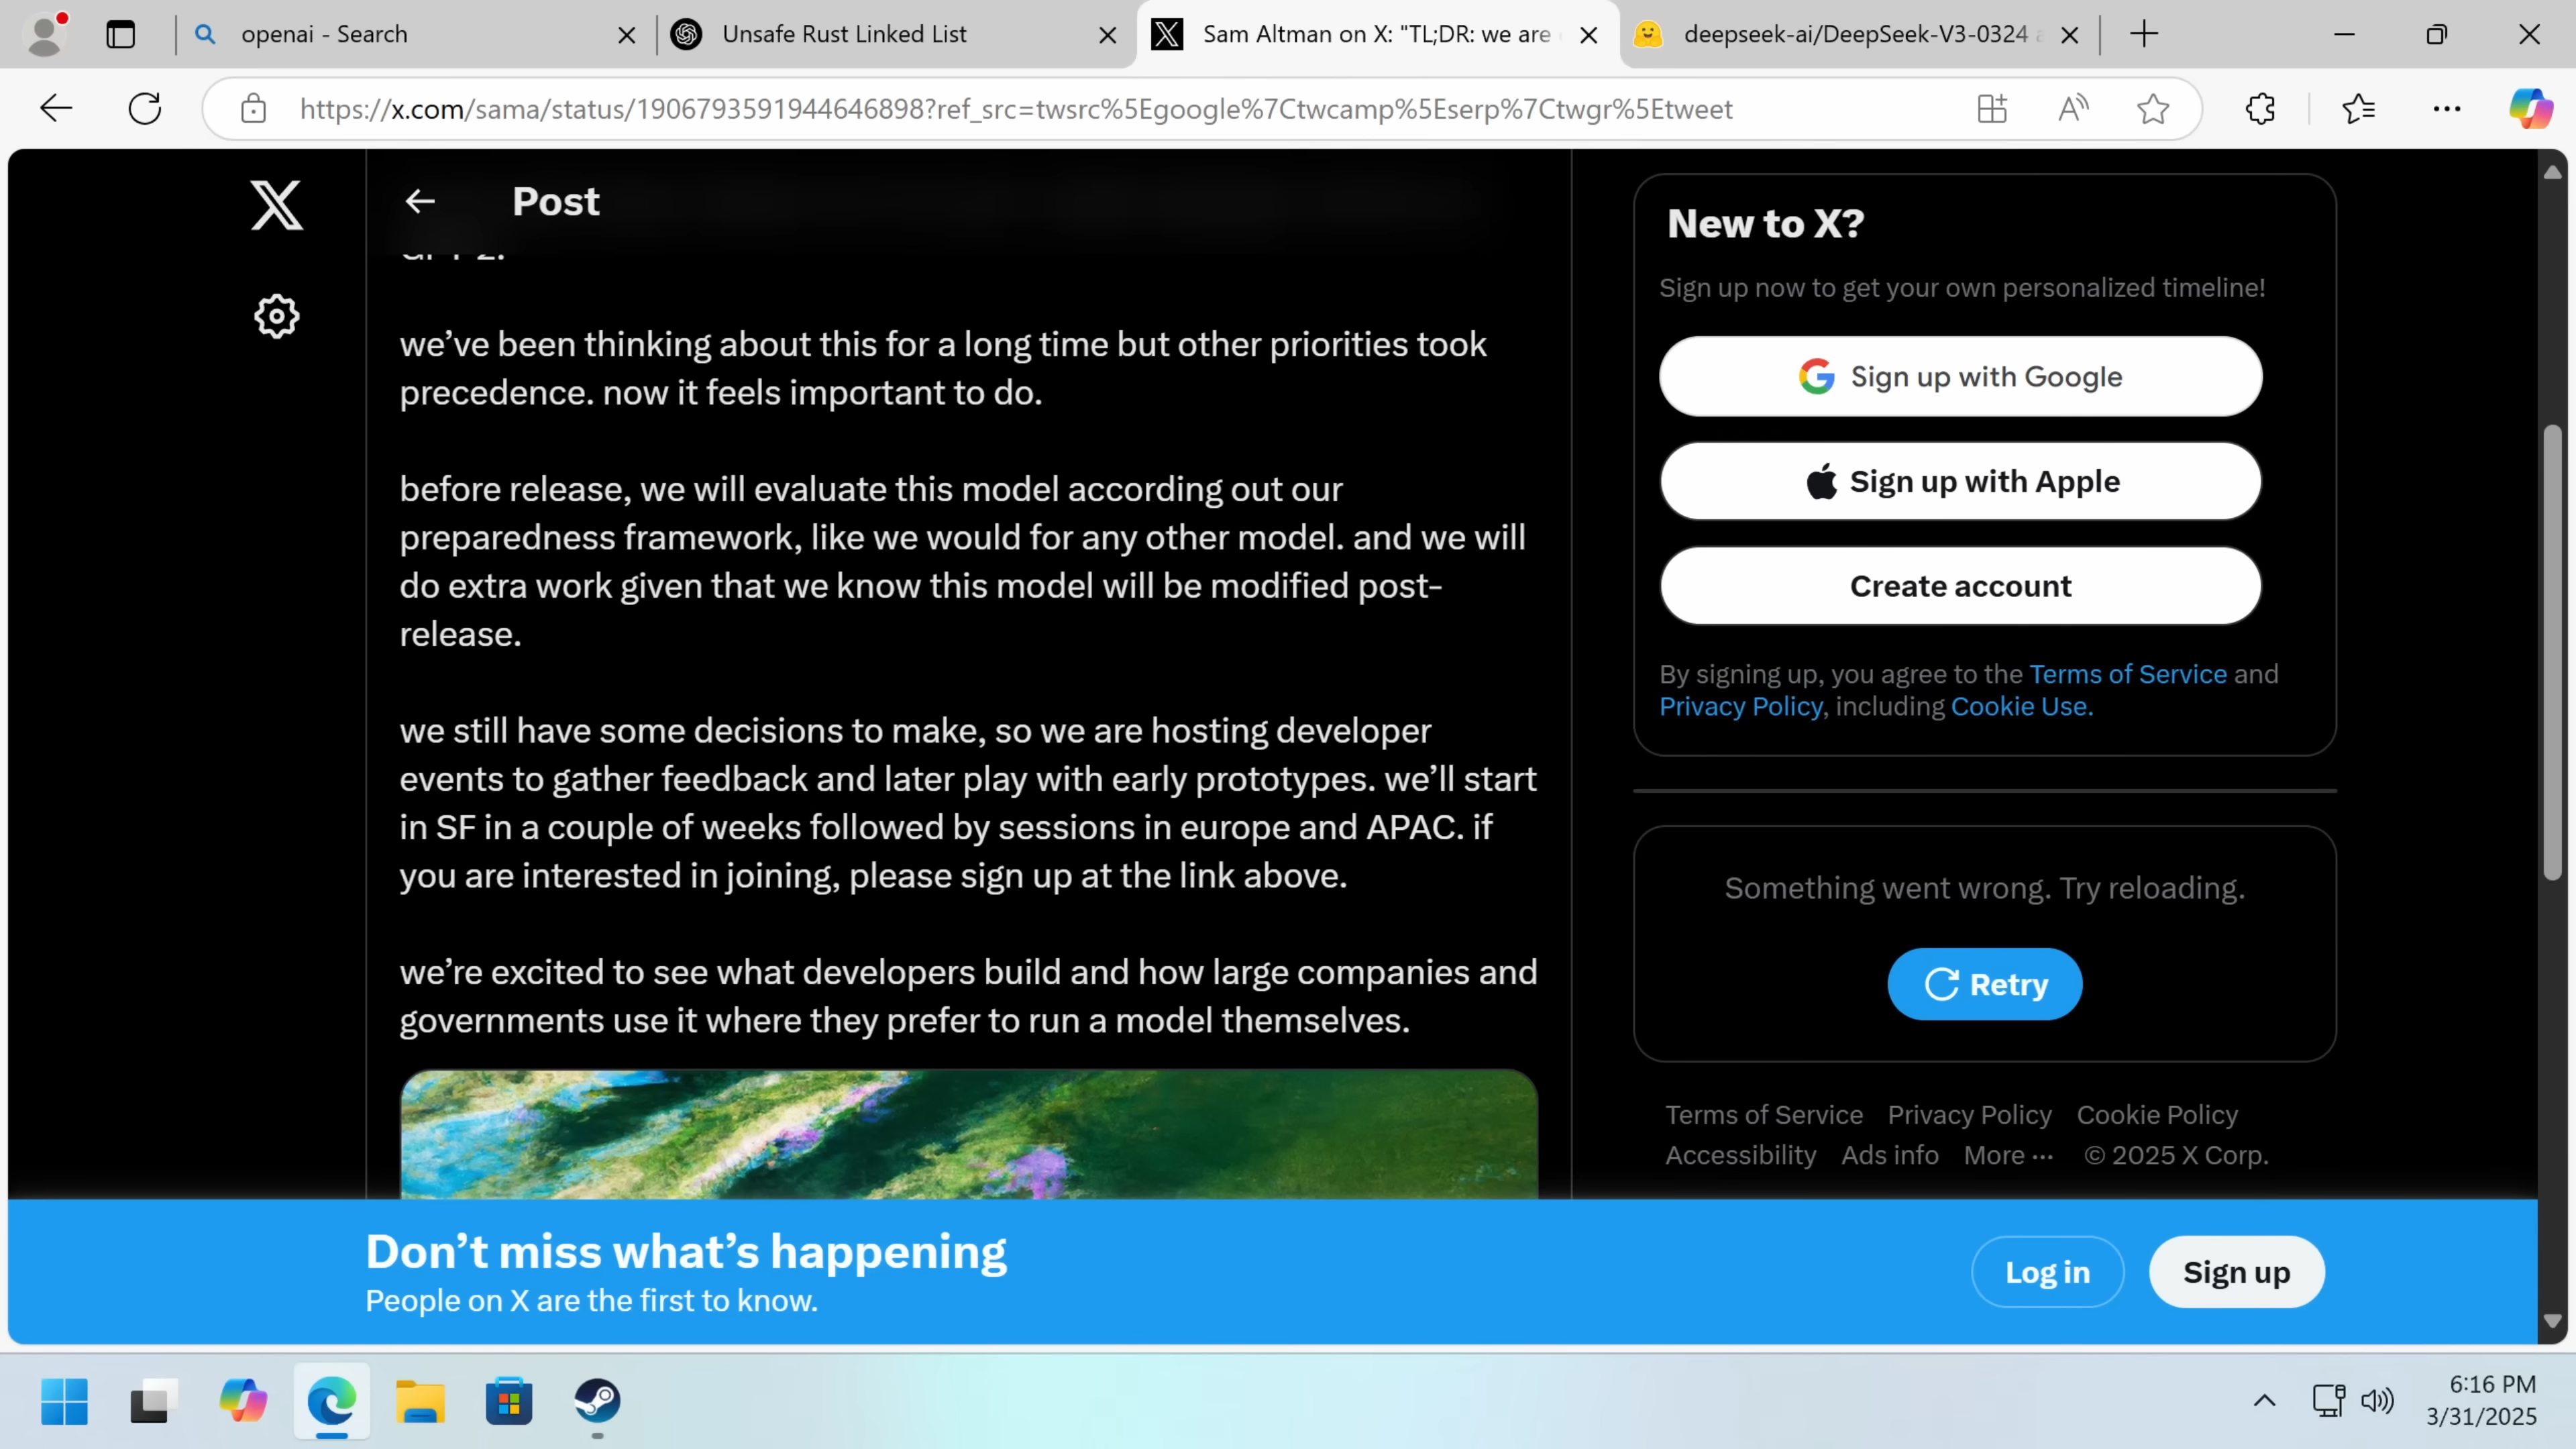 openai - Search
Unsafe Rust Linked List
Sam Altman on X: "TL;DR: we are
deepseek-ai/DeepSeek-V3-0324
https://x.com/sama/status/1906793591944646898?ref_src=twsrc%5Egoogle%7Ctwcamp%5Eserp%7Ctwgr%5Etweet
Post
we’ve been thinking about this for a long time but other priorities took
precedence. now it feels important to do.
before release, we will evaluate this model according out our
preparedness framework, like we would for any other model. and we will
do extra work given that we know this model will be modified post-
release.
we still have some decisions to make, so we are hosting developer
events to gather feedback and later play with early prototypes. we’ll start
in SF in a couple of weeks followed by sessions in europe and APAC. if
you are interested in joining, please sign up at the link above.
we’re excited to see what developers build and how large companies and
governments use it where they prefer to run a model themselves.
New to X?
Sign up now to get your own personalized timeline!
Sign up with Google
Sign up with Apple
Create account
By signing up, you agree to the Terms of Service and
Privacy Policy, including Cookie Use.
Something went wrong. Try reloading.
Retry
Terms of Service Privacy Policy Cookie Policy
Accessibility Ads info More ··· © 2025 X Corp.
Don’t miss what’s happening
People on X are the first to know.
Log in
Sign up
6:16 PM
3/31/2025